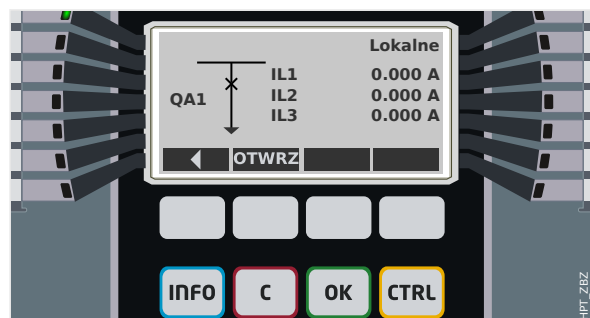 Lokalne
IL1 0.000 A
QA1 IL2 0.000 A
IL3 0.000 A
OTWRZ
INFO C OK CTRL
HPT_ZBZ